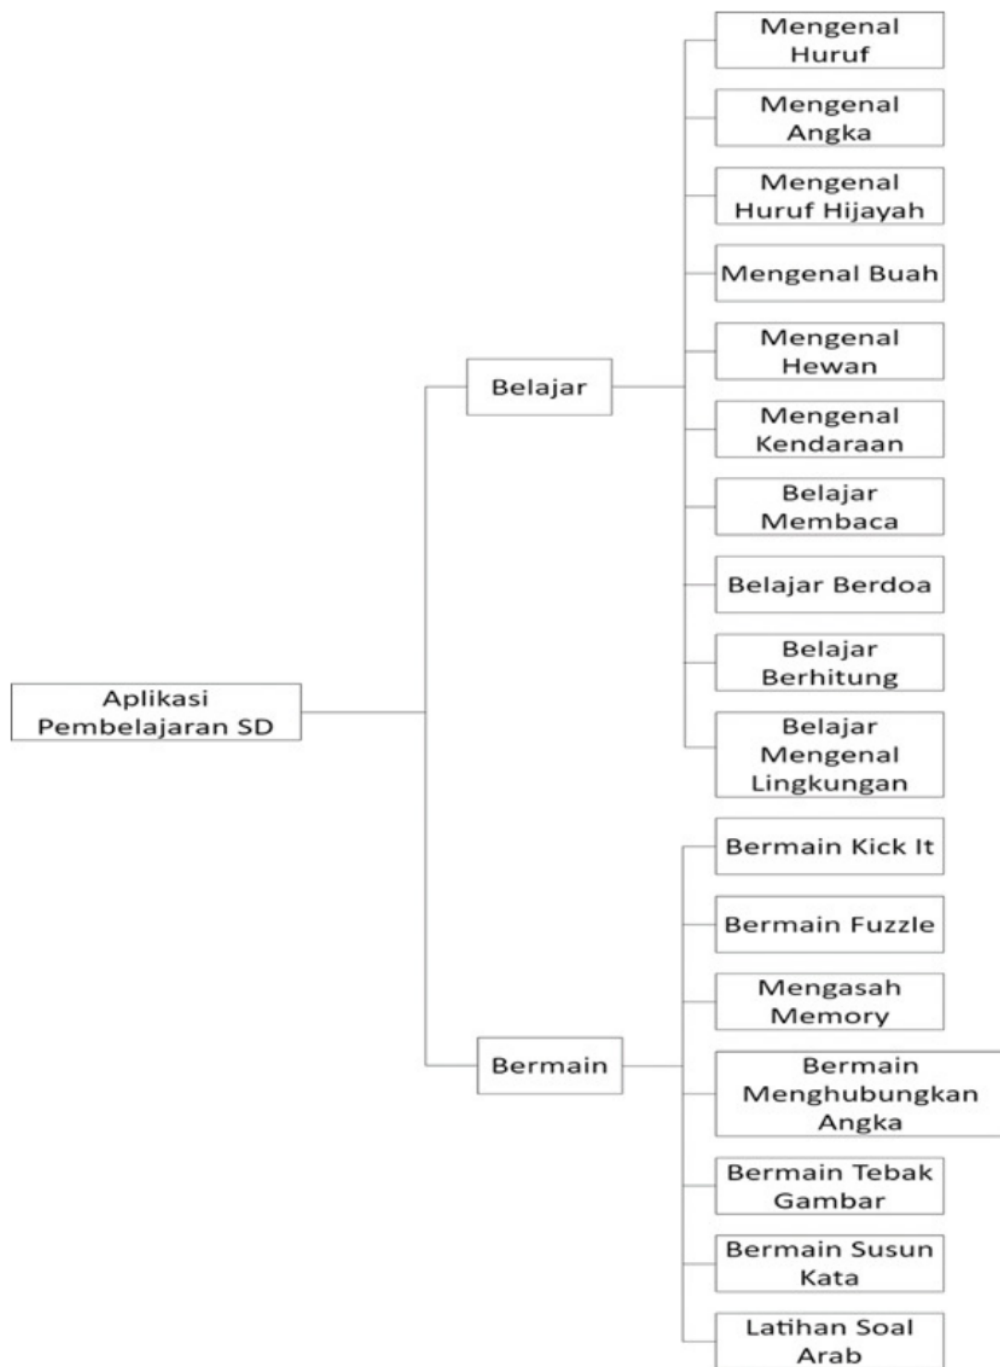 Mengenal
Huruf
Mengenal
Angka
Mengenal
Huruf Hijayah
Mengenal Buah
Mengenal
Hewan
Belajar
Mengenal
Kendaraan
Belajar
Membaca
Belajar Berdoa
Belajar
Berhitung
Aplikasi
Pembelajaran SD
Belajar
Mengenal
Lingkungan
Bermain Kick It
Bermain Fuzzle
Mengasah
Memory
Bermain
Bermain
Menghubungkan
Angka
Bermain Tebak
Gambar
Bermain Susun
Kata
Latihan Soal
Arab